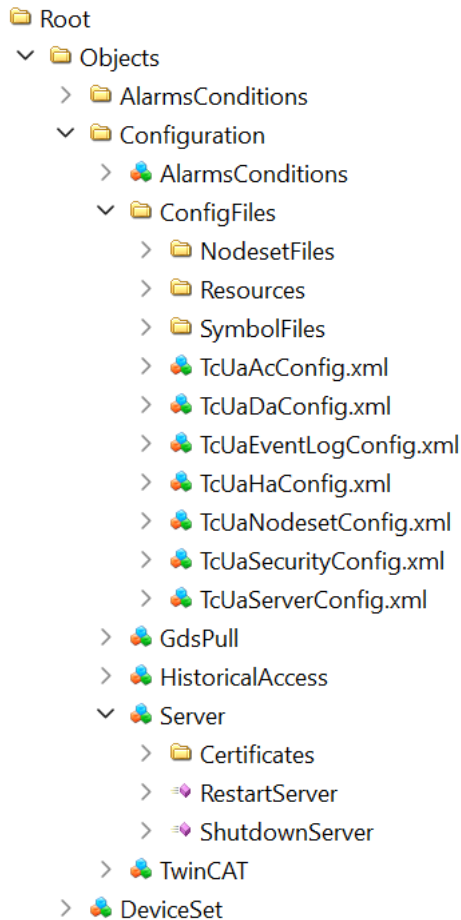 Root
Objects
AlarmsConditions
Configuration
AlarmsConditions
ConfigFiles
NodesetFiles
Resources
SymbolFiles
TcUaAcConfig.xml
TcUaDaConfig.xml
TcUaEventLogConfig.xml
TcUaHaConfig.xml
TcUaNodesetConfig.xml
TcUaSecurityConfig.xml
TcUaServerConfig.xml
GdsPull
HistoricalAccess
Server
Certificates
RestartServer
ShutdownServer
TwinCAT
DeviceSet